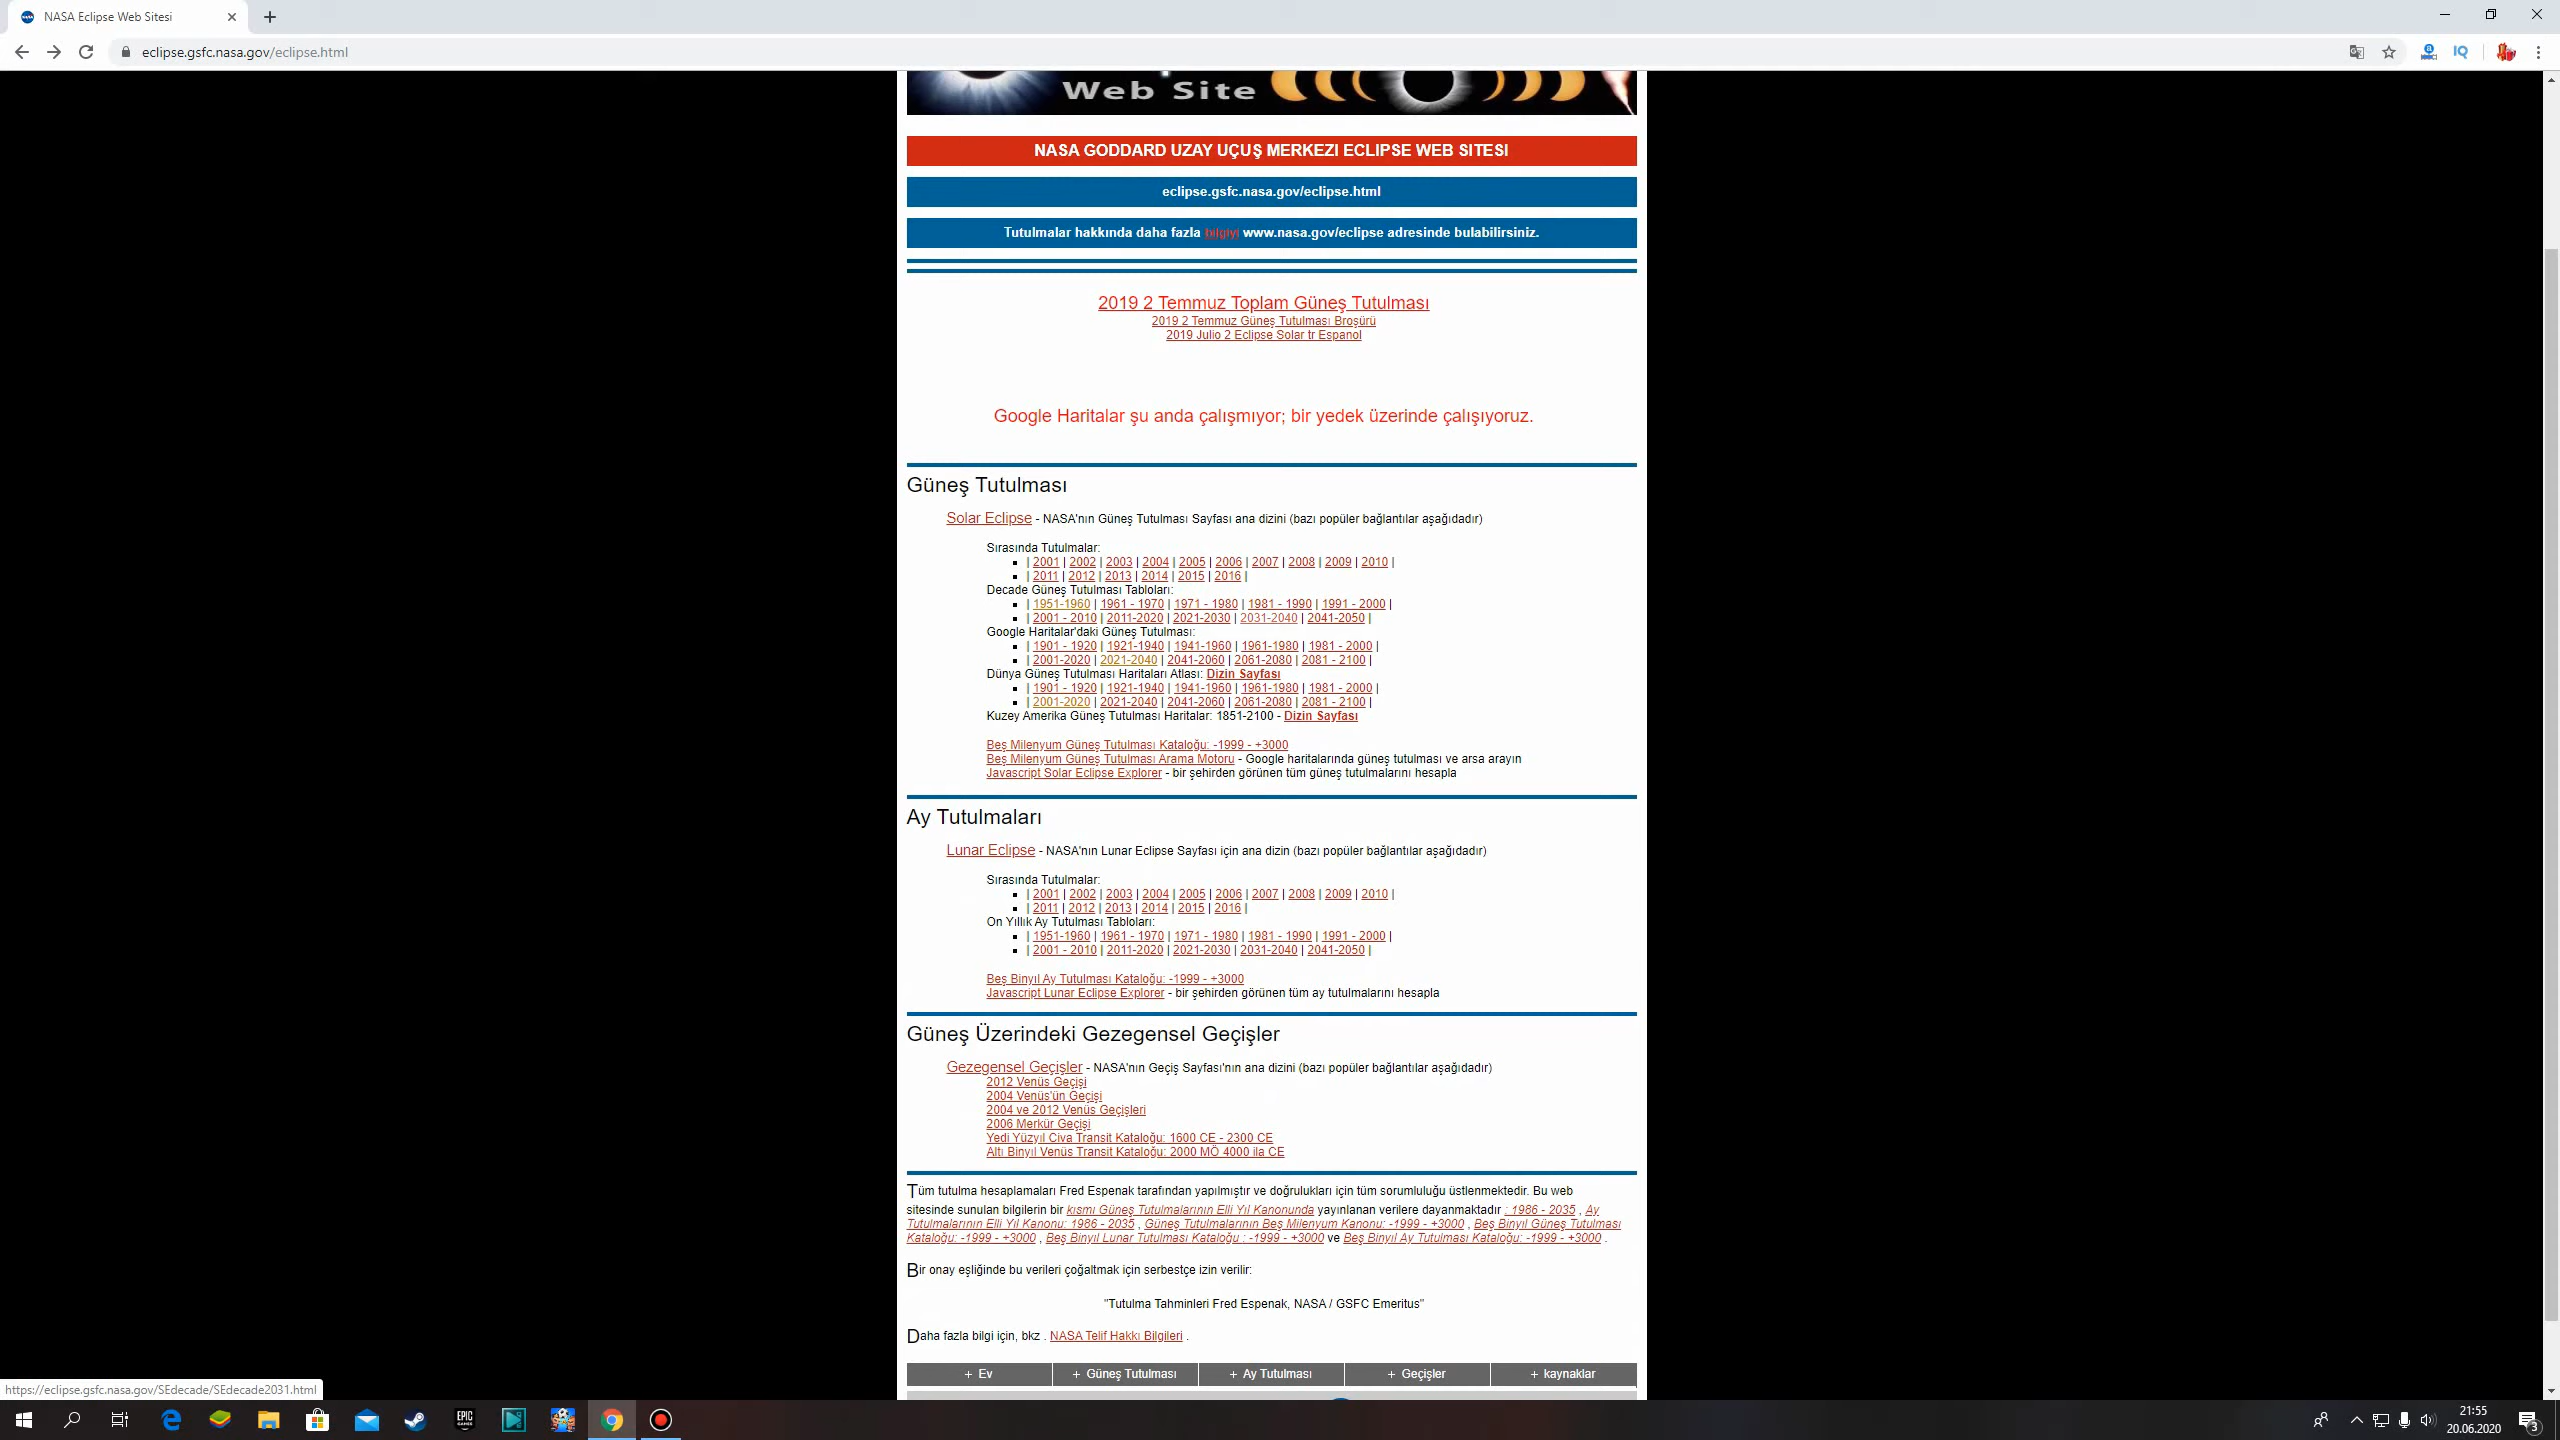 NASA Eclipse Web Sitesi
eclipse.gsfc.nasa.gov/eclipse.html
IQ
Web Site
NASA GODDARD UZAY UÇUŞ MERKEZI ECLIPSE WEB SITESI
eclipse.gsfc.nasa.gov/eclipse.html
Tutulmalar hakkında daha fazla bilgiyi www.nasa.gov/eclipse adresinde bulabilirsiniz.
2019 2 Temmuz Toplam Güneş Tutulması
2019 2 Temmuz Güneş Tutulması Broşürü
2019 Julio 2 Eclipse Solar tr Espanol
Google Haritalar şu anda çalışmıyor; bir yedek üzerinde çalışıyoruz.
Güneş Tutulması
Solar Eclipse - NASA'nın Güneş Tutulması Sayfası ana dizini (bazı popüler bağlantılar aşağıdadır)
Sırasında Tutulmalar:
| 2001 | 2002 | 2003 | 2004 | 2005 | 2006 | 2007 | 2008 | 2009 | 2010 |
| 2011 | 2012 | 2013 | 2014 | 2015 | 2016 |
Decade Güneş Tutulması Tabloları:
| 1951-1960 | 1961 - 1970 | 1971 - 1980 | 1981 - 1990 | 1991 - 2000 |
| 2001 - 2010 | 2011-2020 | 2021-2030 | 2031-2040 | 2041-2050 |
Google Haritalar'daki Güneş Tutulması:
| 1901 - 1920 | 1921-1940 | 1941-1960 | 1961-1980 | 1981 - 2000 |
| 2001-2020 | 2021-2040 | 2041-2060 | 2061-2080 | 2081 - 2100 |
Dünya Güneş Tutulması Haritaları Atlası: Dizin Sayfası
| 1901 - 1920 | 1921-1940 | 1941-1960 | 1961-1980 | 1981 - 2000 |
| 2001-2020 | 2021-2040 | 2041-2060 | 2061-2080 | 2081 - 2100 |
Kuzey Amerika Güneş Tutulması Haritalar: 1851-2100 - Dizin Sayfası
Beş Milenyum Güneş Tutulması Kataloğu: -1999 - +3000
Beş Milenyum Güneş Tutulması Arama Motoru - Google haritalarında güneş tutulması ve arsa arayın
Javascript Solar Eclipse Explorer - bir şehirden görünen tüm güneş tutulmalarını hesapla
Ay Tutulmaları
Lunar Eclipse - NASA'nın Lunar Eclipse Sayfası için ana dizin (bazı popüler bağlantılar aşağıdadır)
Sırasında Tutulmalar:
| 2001 | 2002 | 2003 | 2004 | 2005 | 2006 | 2007 | 2008 | 2009 | 2010 |
| 2011 | 2012 | 2013 | 2014 | 2015 | 2016 |
On Yıllık Ay Tutulması Tabloları:
| 1951-1960 | 1961 - 1970 | 1971 - 1980 | 1981 - 1990 | 1991 - 2000 |
| 2001 - 2010 | 2011-2020 | 2021-2030 | 2031-2040 | 2041-2050 |
Beş Binyıl Ay Tutulması Kataloğu: -1999 - +3000
Javascript Lunar Eclipse Explorer - bir şehirden görünen tüm ay tutulmalarını hesapla
Güneş Üzerindeki Gezegensel Geçişler
Gezegensel Geçişler - NASA'nın Geçiş Sayfası'nın ana dizini (bazı popüler bağlantılar aşağıdadır)
2012 Venüs Geçişi
2004 Venüs'ün Geçişi
2004 ve 2012 Venüs Geçişleri
2006 Merkür Geçişi
Yedi Yüzyıl Civa Transit Kataloğu: 1600 CE - 2300 CE
Altı Binyıl Venüs Transit Kataloğu: 2000 MÖ 4000 ila CE
Tüm tutulma hesaplamaları Fred Espenak tarafından yapılmıştır ve doğrulukları için tüm sorumluluğu üstlenmektedir. Bu web
sitesinde sunulan bilgilerin bir kısmı Güneş Tutulmalarının Elli Yıl Kanonunda yayınlanan verilere dayanmaktadır : 1986 - 2035 , Ay
Tutulmalarının Elli Yıl Kanonu: 1986 - 2035 , Güneş Tutulmalarının Beş Milenyum Kanonu: -1999 - +3000 , Beş Binyıl Güneş Tutulması
Kataloğu: -1999 - +3000 , Beş Binyıl Lunar Tutulması Kataloğu : -1999 - +3000 ve Beş Binyıl Ay Tutulması Kataloğu: -1999 - +3000 .
Bir onay eşliğinde bu verileri çoğaltmak için serbestçe izin verilir:
"Tutulma Tahminleri Fred Espenak, NASA / GSFC Emeritus"
Daha fazla bilgi için, bkz . NASA Telif Hakkı Bilgileri .
+ Ev
+ Güneş Tutulması
+ Ay Tutulması
+ Geçişler
+ kaynaklar
https://eclipse.gsfc.nasa.gov/SEdecade/SEdecade2031.html
EPIC
GAMES
21:55
20.06.2020
3